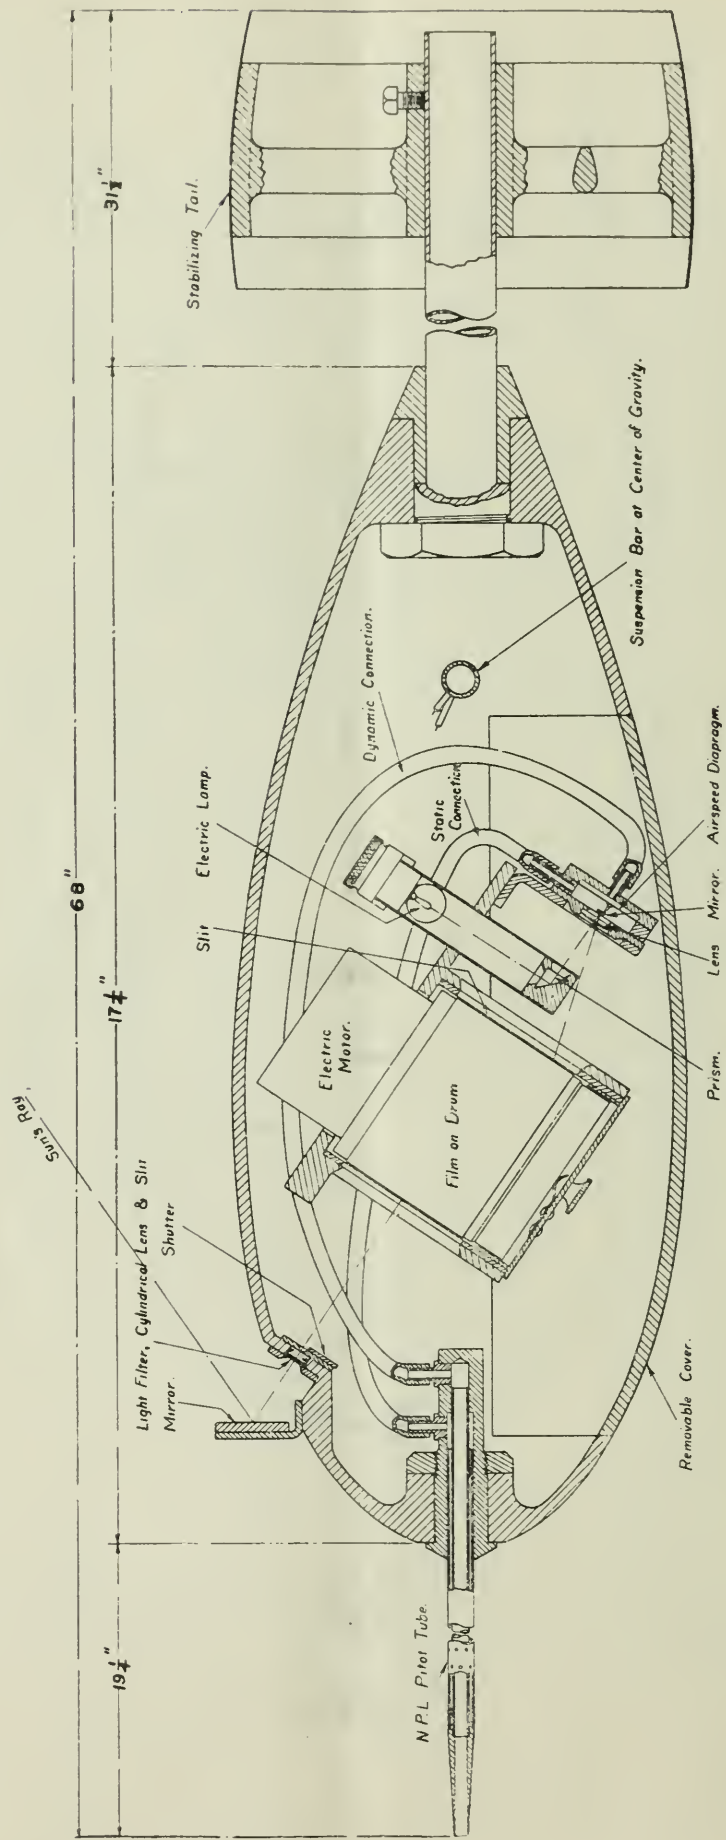 68"
19¼"
17¼"
31½"
Sun's Ray.
Light Filter, Cylindrical Lens & Slit
Mirror.
Shutter
Slit
Electric Lamp.
Dynamic Connection.
Stabilizing Tail.
Static
Connection
Electric
Motor.
Film on Drum
N.P.L Pitot Tube.
Removable Cover.
Prism.
Lens
Mirror.
Airspeed Diapragm.
Suspension Bar at Center of Gravity.